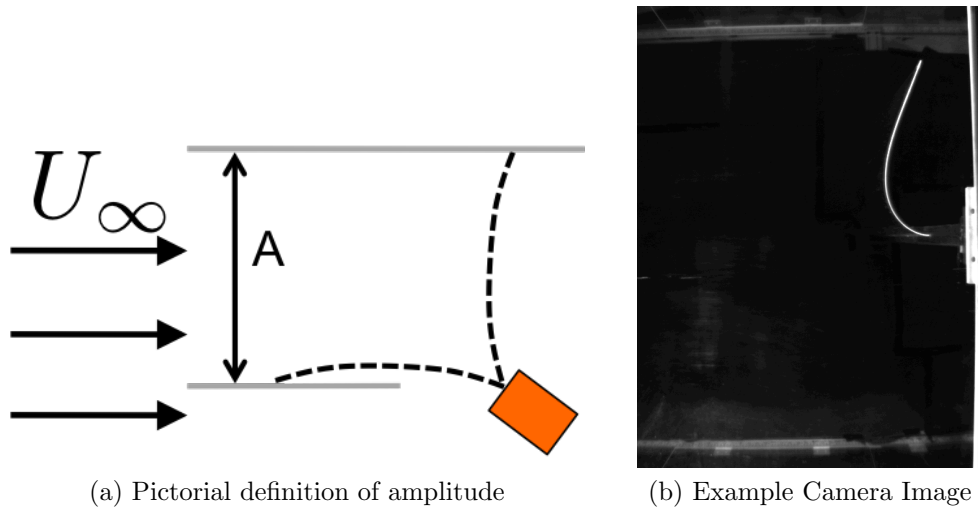 U∞
A
(a) Pictorial definition of amplitude
(b) Example Camera Image